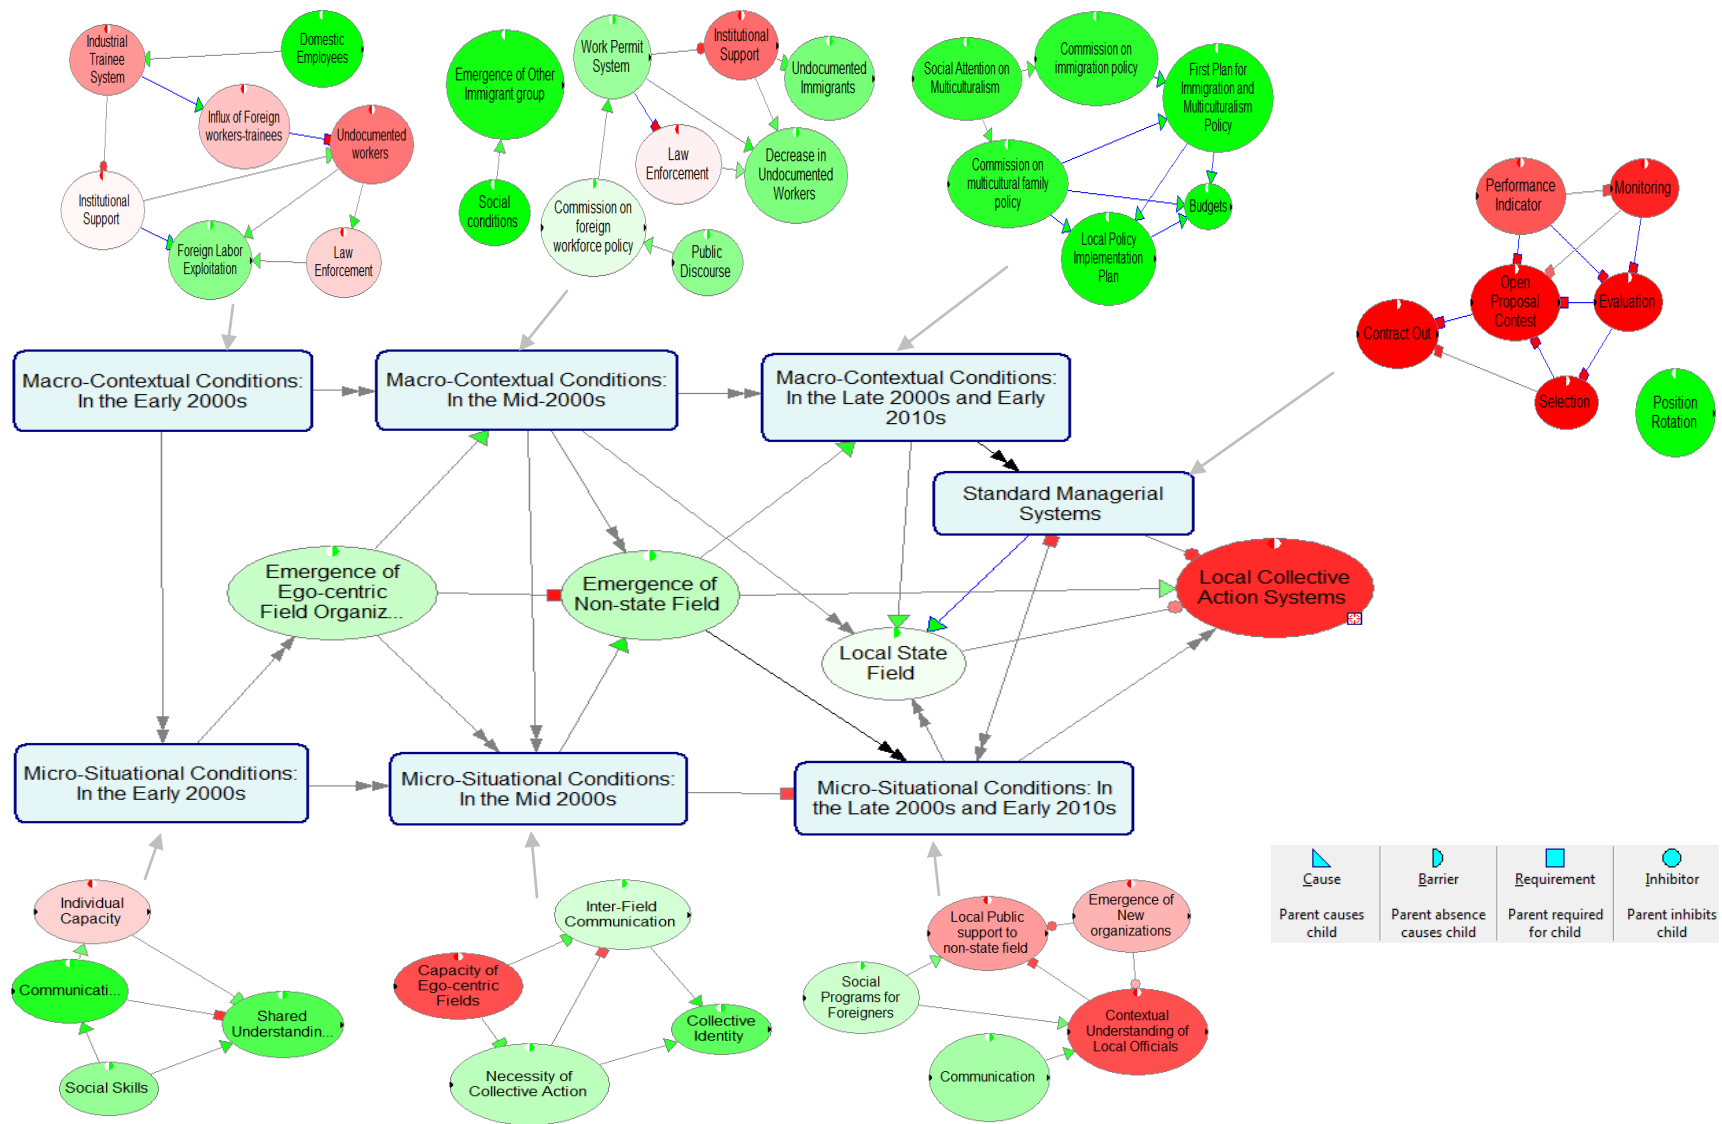 Industrial
Trainee
System
Domestic
Employees
Influx of Foreign
workers-trainees
Undocumented
workers
Institutional
Support
Foreign Labor
Exploitation
Law
Enforcement
Emergence of Other
Immigrant group
Social
conditions
Work Permit
System
Institutional
Support
Undocumented
Immigrants
Law
Enforcement
Decrease in
Undocumented
Workers
Commission on
foreign
workforce policy
Public
Discourse
Social Attention on
Multiculturalism
Commission on
immigration policy
First Plan for
Immigration and
Multiculturalism
Policy
Commission on
multicultural family
policy
Budgets
Local Policy
Implementation
Plan
Performance
Indicator
Monitoring
Open
Proposal
Contest
Evaluation
Contract Out
Selection
Position
Rotation
Macro-Contextual Conditions:
In the Early 2000s
Macro-Contextual Conditions:
In the Mid-2000s
Macro-Contextual Conditions:
In the Late 2000s and Early
2010s
Standard Managerial
Systems
Emergence of
Ego-centric
Field Organiz...
Emergence of
Non-state Field
Local State
Field
Local Collective
Action Systems
Micro-Situational Conditions:
In the Early 2000s
Micro-Situational Conditions:
In the Mid 2000s
Micro-Situational Conditions: In
the Late 2000s and Early 2010s
Individual
Capacity
Communicati...
Shared
Understandin...
Social Skills
Inter-Field
Communication
Capacity of
Ego-centric
Fields
Collective
Identity
Necessity of
Collective Action
Local Public
support to
non-state field
Emergence of
New
organizations
Social
Programs for
Foreigners
Contextual
Understanding of
Local Officials
Communication
Cause
Parent causes
child
Barrier
Parent absence
causes child
Requirement
Parent required
for child
Inhibitor
Parent inhibits
child